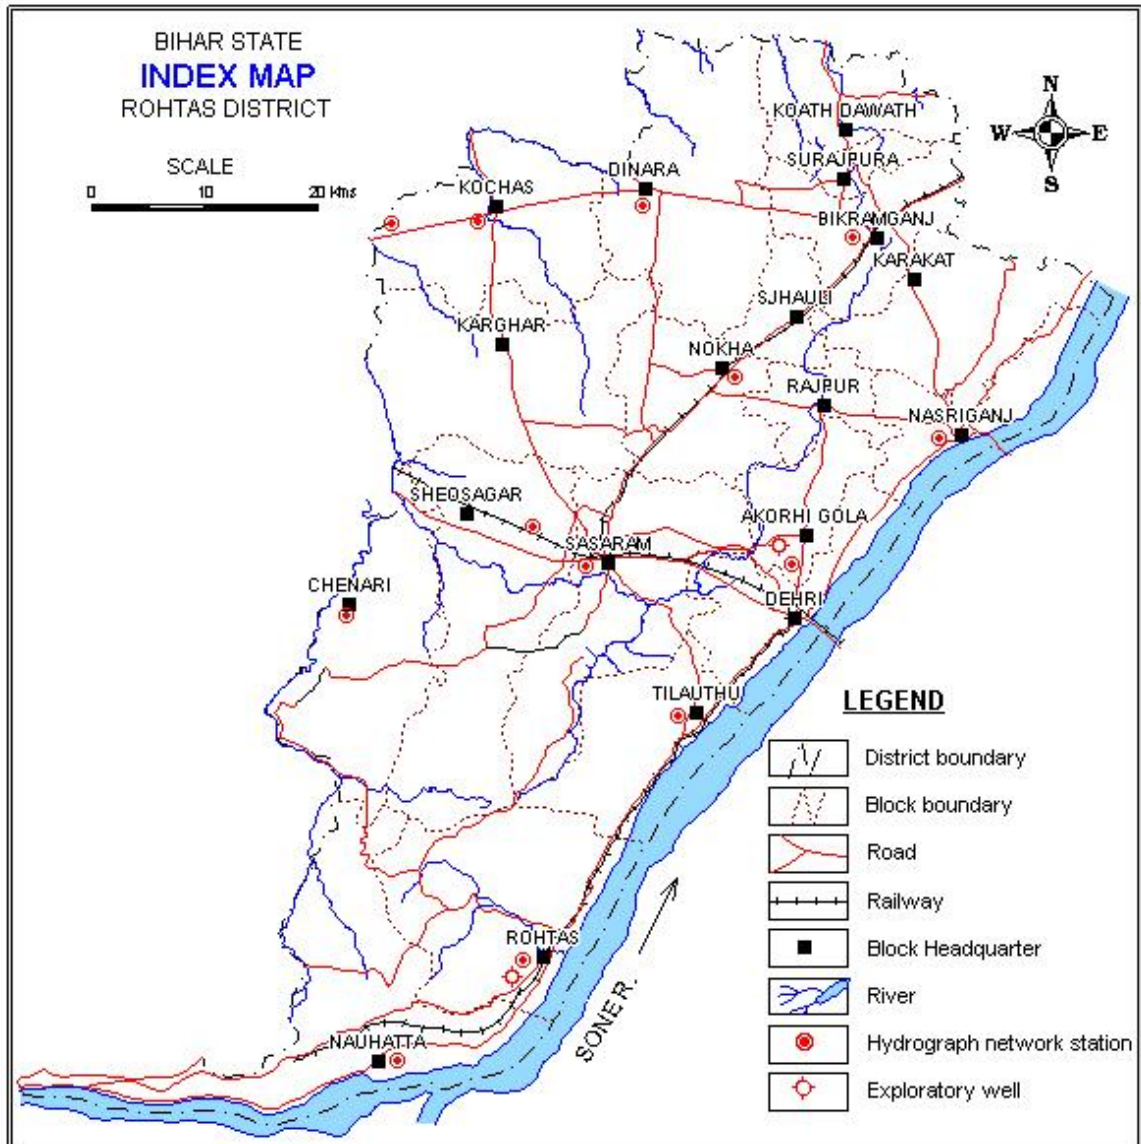 BIHAR STATE
INDEX MAP
ROHTAS DISTRICT
SCALE
0 10 20 Kms
N
W E
S
KOATH DAWATH
SURAJPURA
DINARA
KOCHAS
BIKRAMGANJ
KARAKAT
SJHAULI
KARGHAR
NOKHA
RAJPUR
NASRIGANJ
SHEOSAGAR
AKORHI GOLA
SASARAM
CHENARI
DEHRI
TILAUTHU
ROHTAS
NAUHATTA
SONE R.
LEGEND
District boundary
Block boundary
Road
Railway
Block Headquarter
River
Hydrograph network station
Exploratory well